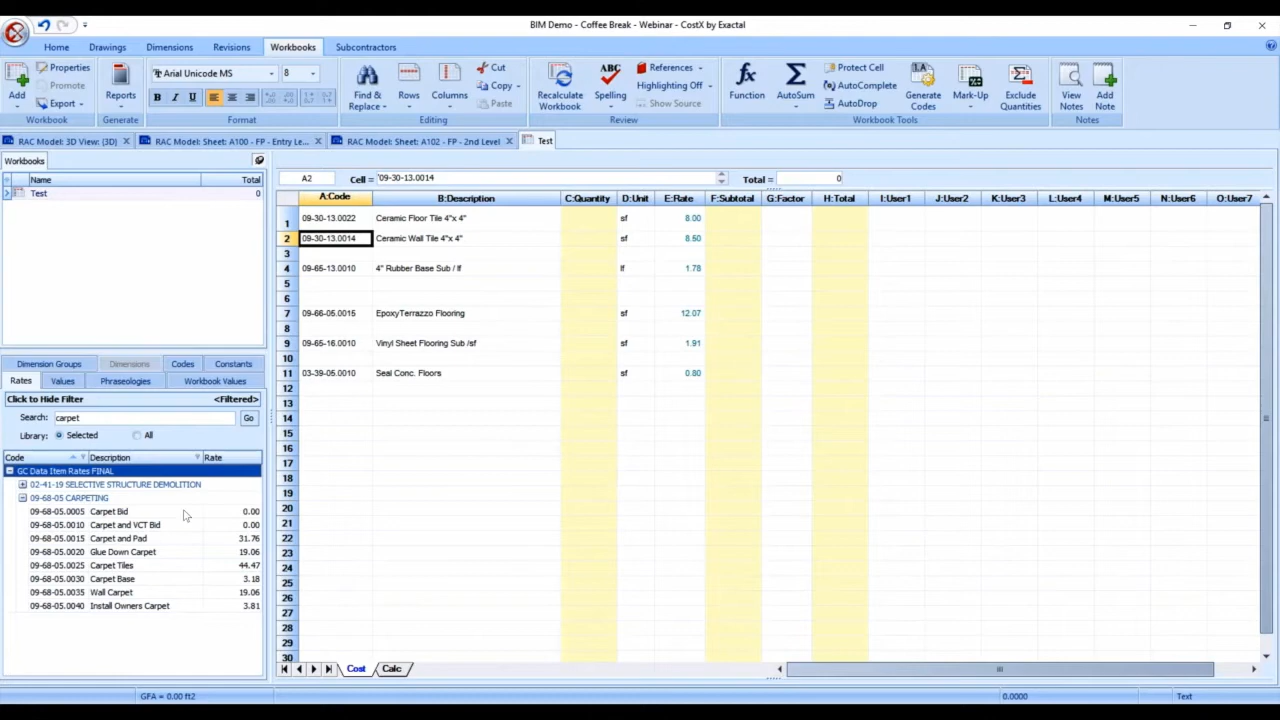 BIM Demo - Coffee Break - Webinar - CostX by Exactal
Home Drawings Dimensions Revisions Workbooks Subcontractors
Add
Properties
Promote
Export
Workbook
Reports
Generate
Arial Unicode MS 8
B I U
Format
Find & Replace
Rows
Columns
Cut
Copy
Paste
Editing
Recalculate Workbook
ABC
Spelling
References
Highlighting Off
Show Source
Review
fx
Function
Σ
AutoSum
Protect Cell
AutoComplete
AutoDrop
Generate Codes
Mark-Up
Exclude Quantities
Workbook Tools
View Notes
Add Note
Notes
RAC Model: 3D View: {3D} RAC Model: Sheet: A100 - FP - Entry Le... RAC Model: Sheet: A102 - FP - 2nd Level Test
Workbooks
Name Total
Test 0
Dimension Groups Dimensions Codes Constants
Rates Values Phraseologies Workbook Values
Click to Hide Filter <Filtered>
Search: carpet Go
Library: Selected All
Code Description Rate
GC Data Item Rates FINAL
02-41-19 SELECTIVE STRUCTURE DEMOLITION
09-68-05 CARPETING
09-68-05.0005 Carpet Bid 0.00
09-68-05.0010 Carpet and VCT Bid 0.00
09-68-05.0015 Carpet and Pad 31.76
09-68-05.0020 Glue Down Carpet 19.06
09-68-05.0025 Carpet Tiles 44.47
09-68-05.0030 Carpet Base 3.18
09-68-05.0035 Wall Carpet 19.06
09-68-05.0040 Install Owners Carpet 3.81
A2 Cell = '09-30-13.0014 Total = 0
A:Code B:Description C:Quantity D:Unit E:Rate F:Subtotal G:Factor H:Total I:User1 J:User2 K:User3 L:User4 M:User5 N:User6 O:User7
1 09-30-13.0022 Ceramic Floor Tile 4"x 4" sf 8.00
2 09-30-13.0014 Ceramic Wall Tile 4"x 4" sf 8.50
3
4 09-65-13.0010 4" Rubber Base Sub / lf lf 1.78
5
6
7 09-66-05.0015 EpoxyTerrazzo Flooring sf 12.07
8
9 09-65-16.0010 Vinyl Sheet Flooring Sub /sf sf 1.91
10
11 03-39-05.0010 Seal Conc. Floors sf 0.80
12
13
14
15
16
17
18
19
20
21
22
23
24
25
26
27
28
29
30
Cost Calc
GFA = 0.00 ft2 0.0000 Text